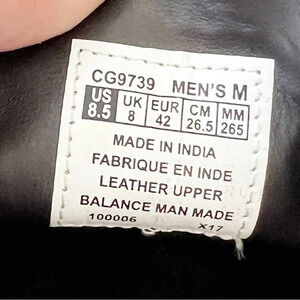 CG9739 MEN'S M
US UK EUR CM MM
8.5 8 42 26.5 265
MADE IN INDIA
FABRIQUE EN INDE
LEATHER UPPER
BALANCE MAN MADE
100006 X17